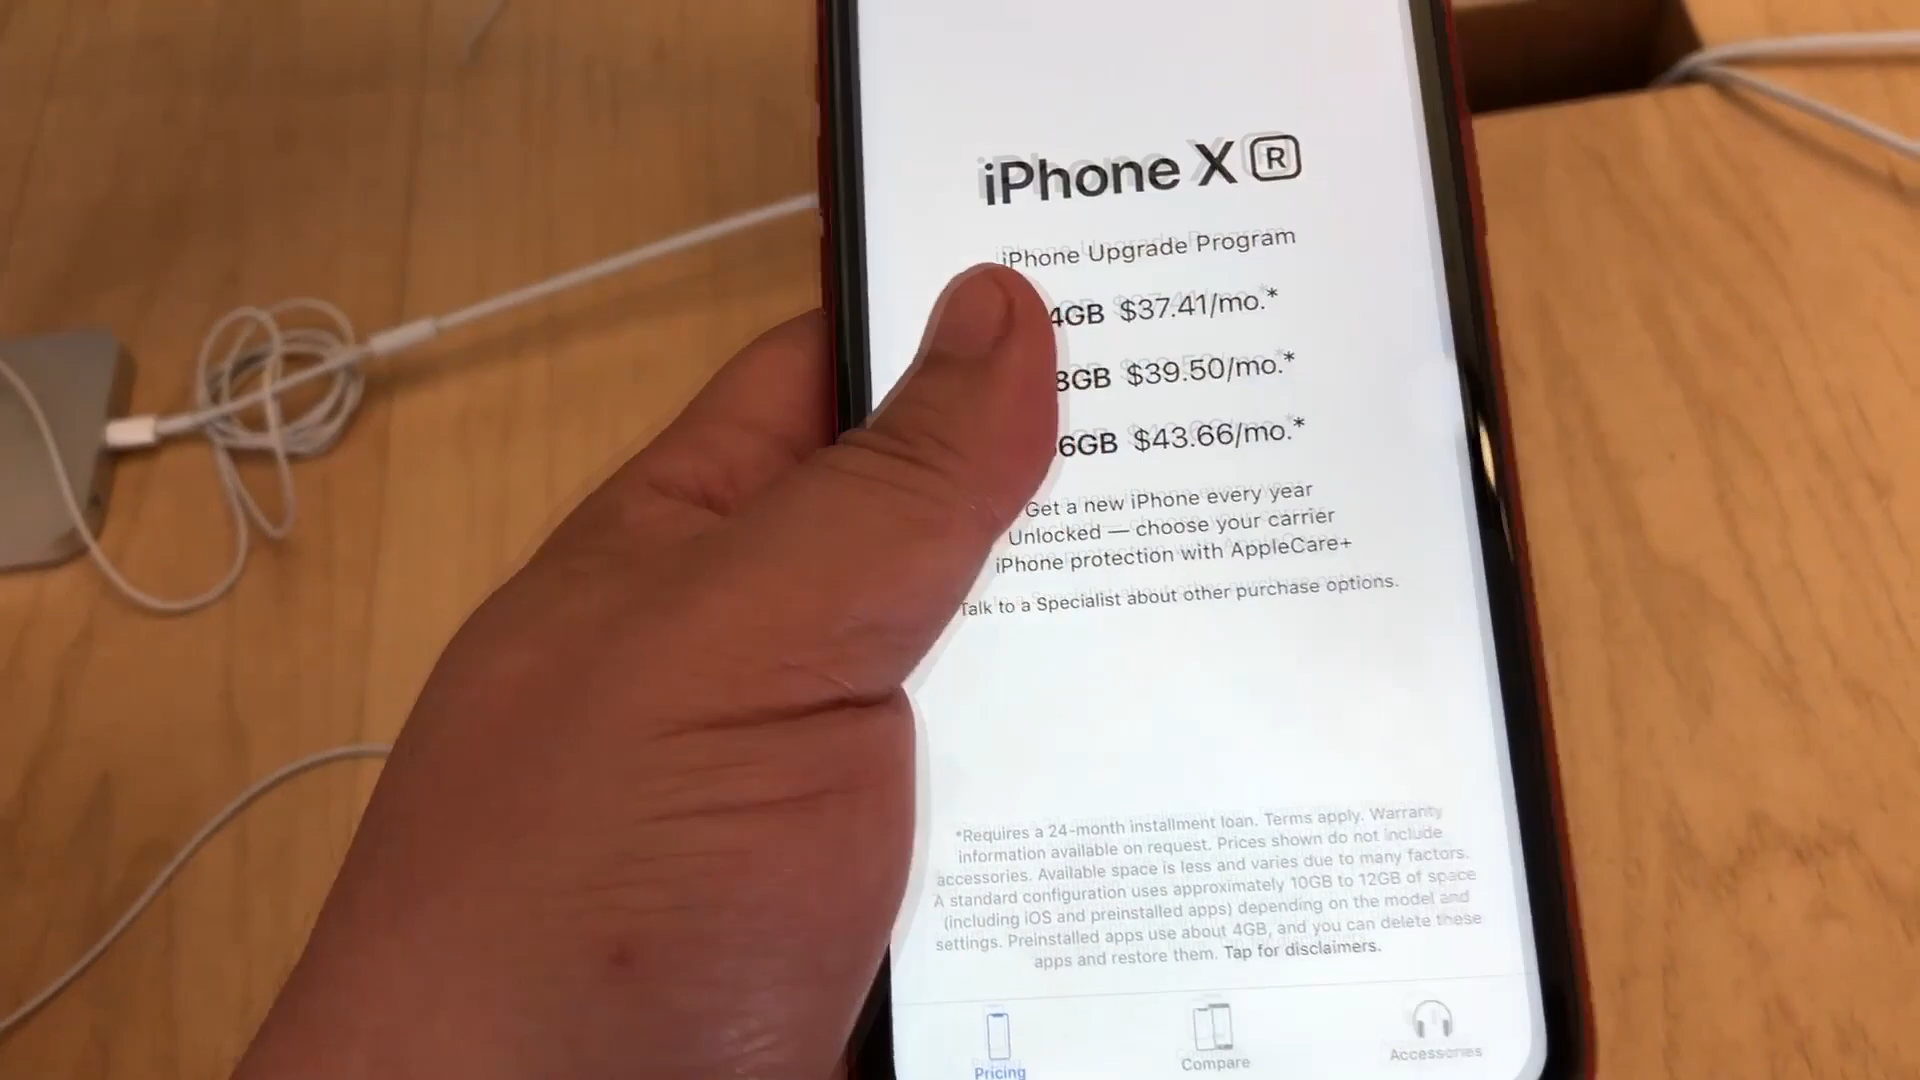 iPhone XR
iPhone Upgrade Program
4GB $37.41/mo.*
8GB $39.50/mo.*
6GB $43.66/mo.*
Get a new iPhone every year
Unlocked — choose your carrier
iPhone protection with AppleCare+
Talk to a Specialist about other purchase options.
*Requires a 24-month installment loan. Terms apply. Warranty
information available on request. Prices shown do not include
accessories. Available space is less and varies due to many factors.
A standard configuration uses approximately 10GB to 12GB of space
(including iOS and preinstalled apps) depending on the model and
settings. Preinstalled apps use about 4GB, and you can delete these
apps and restore them. Tap for disclaimers.
Pricing
Compare
Accessories